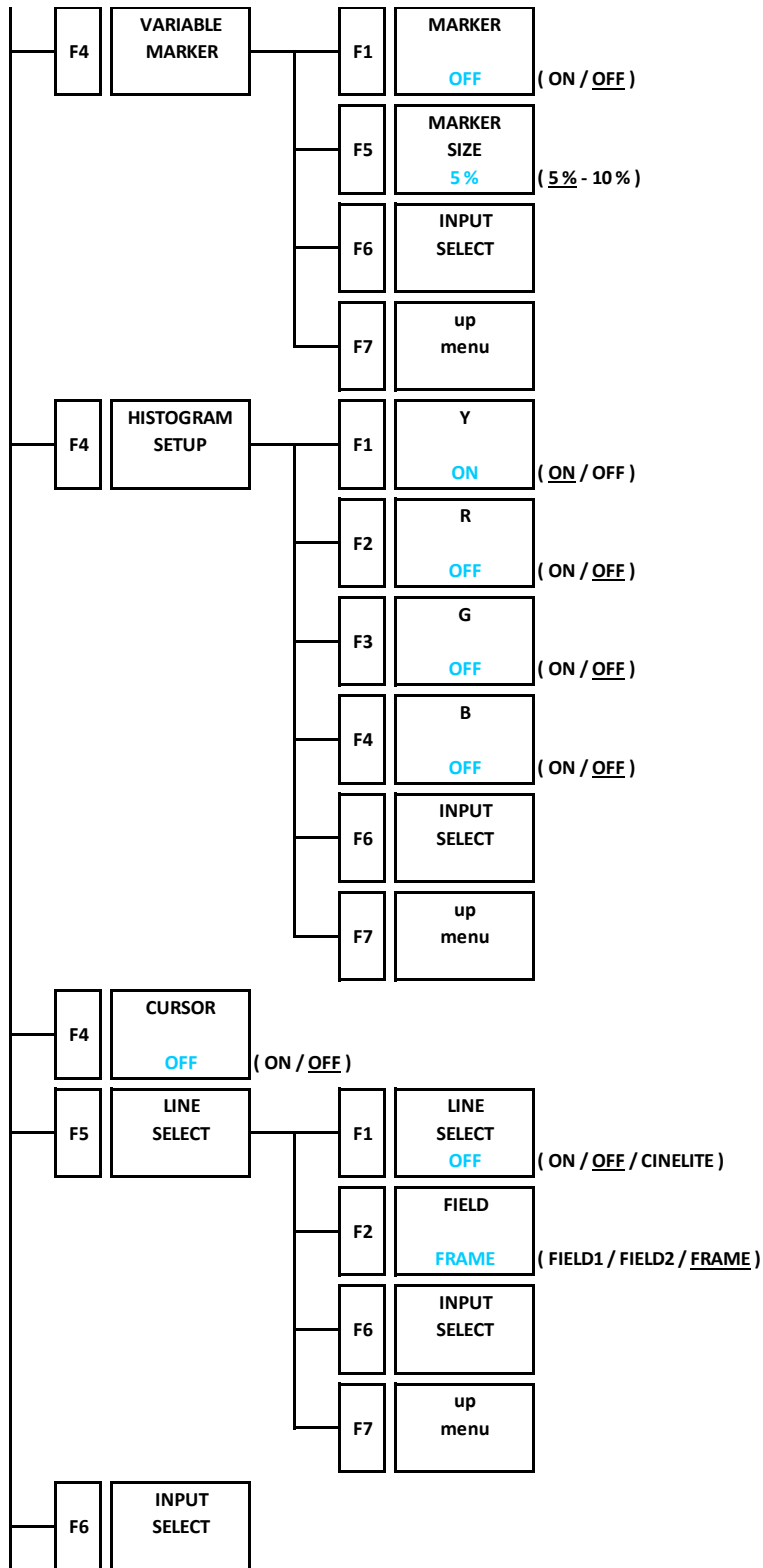 F4
VARIABLE
MARKER
F1
MARKER
OFF
( ON / OFF )
F5
MARKER
SIZE
5 %
( 5 % - 10 % )
F6
INPUT
SELECT
F7
up
menu
F4
HISTOGRAM
SETUP
F1
Y
ON
( ON / OFF )
F2
R
OFF
( ON / OFF )
F3
G
OFF
( ON / OFF )
F4
B
OFF
( ON / OFF )
F6
INPUT
SELECT
F7
up
menu
F4
CURSOR
OFF
( ON / OFF )
F5
LINE
SELECT
F1
LINE
SELECT
OFF
( ON / OFF / CINELITE )
F2
FIELD
FRAME
( FIELD1 / FIELD2 / FRAME )
F6
INPUT
SELECT
F7
up
menu
F6
INPUT
SELECT